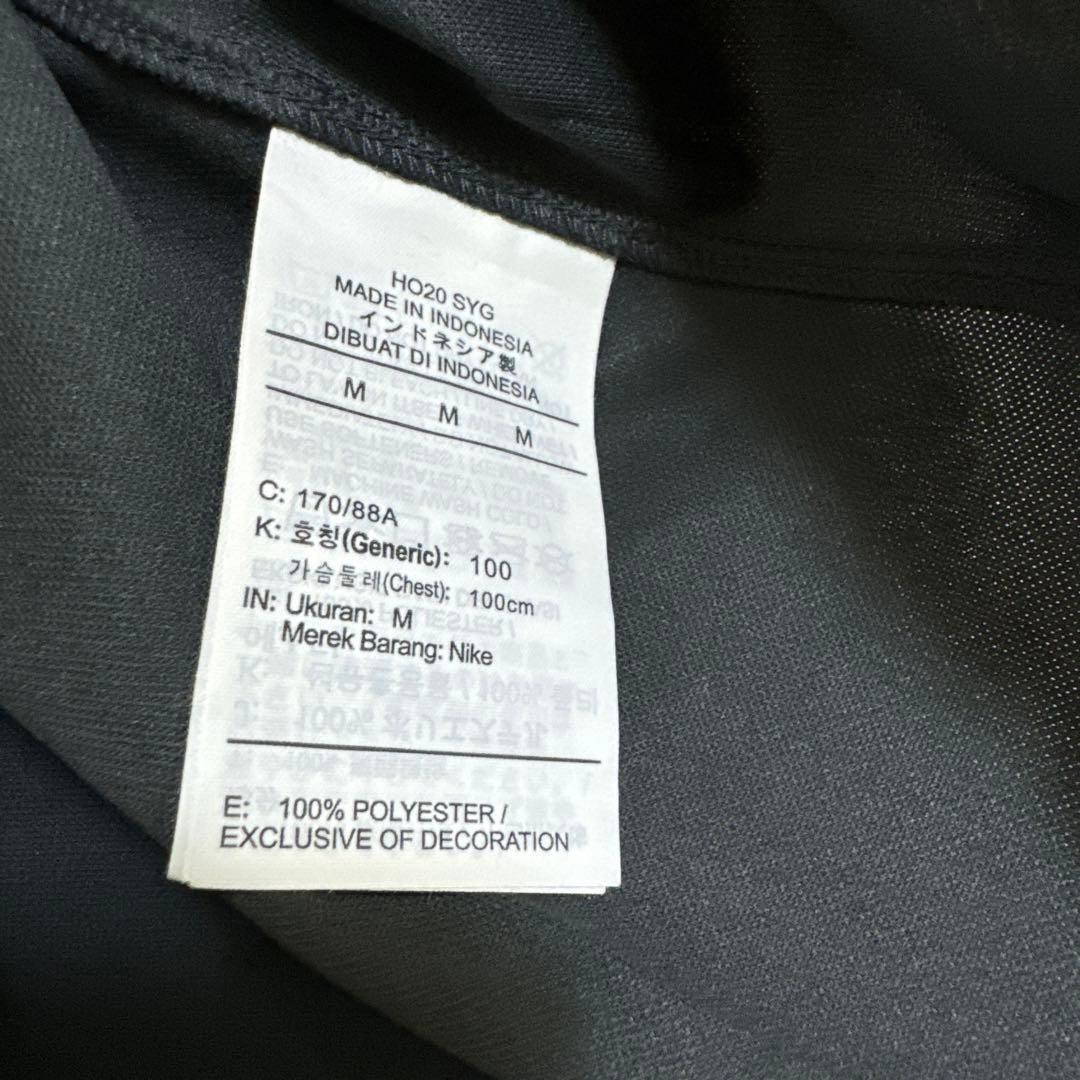 HO20 SYG
MADE IN INDONESIA
インドネシア製
DIBUAT DI INDONESIA
M M M
C: 170/88A
K: 호칭(Generic): 100
가슴둘레(Chest): 100cm
IN: Ukuran: M
Merek Barang: Nike
E: 100% POLYESTER /
EXCLUSIVE OF DECORATION